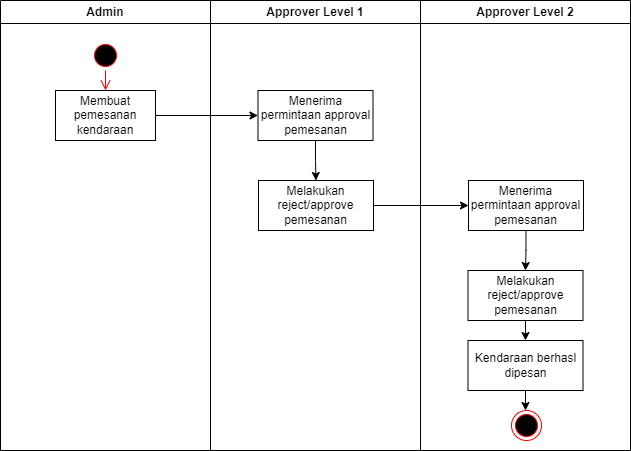 Admin
Approver Level 1
Approver Level 2
Membuat
pemesanan
kendaraan
Menerima
permintaan approval
pemesanan
Melakukan
reject/approve
pemesanan
Menerima
permintaan approval
pemesanan
Melakukan
reject/approve
pemesanan
Kendaraan berhasl
dipesan